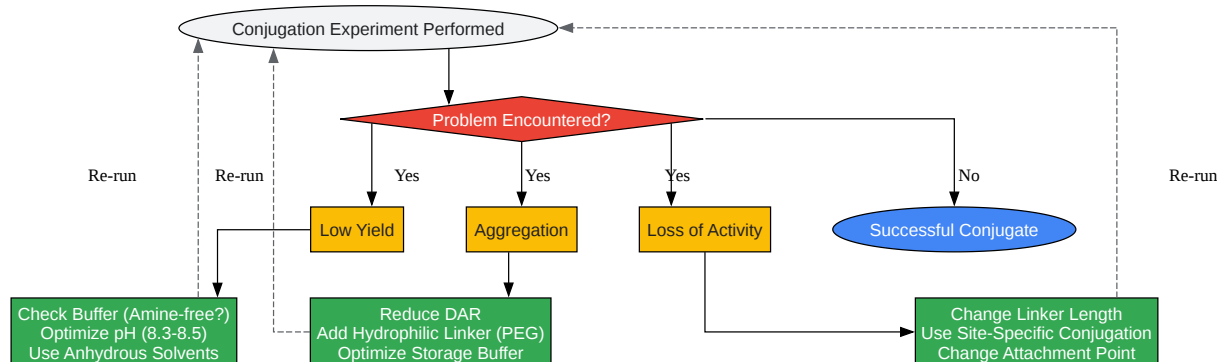 Conjugation Experiment Performed
Problem Encountered?
Re-run
Re-run
Yes
Yes
Yes
No
Re-run
Low Yield
Aggregation
Loss of Activity
Successful Conjugate
Check Buffer (Amine-free?)
Optimize pH (8.3-8.5)
Use Anhydrous Solvents
Reduce DAR
Add Hydrophilic Linker (PEG)
Optimize Storage Buffer
Change Linker Length
Use Site-Specific Conjugation
Change Attachment Point